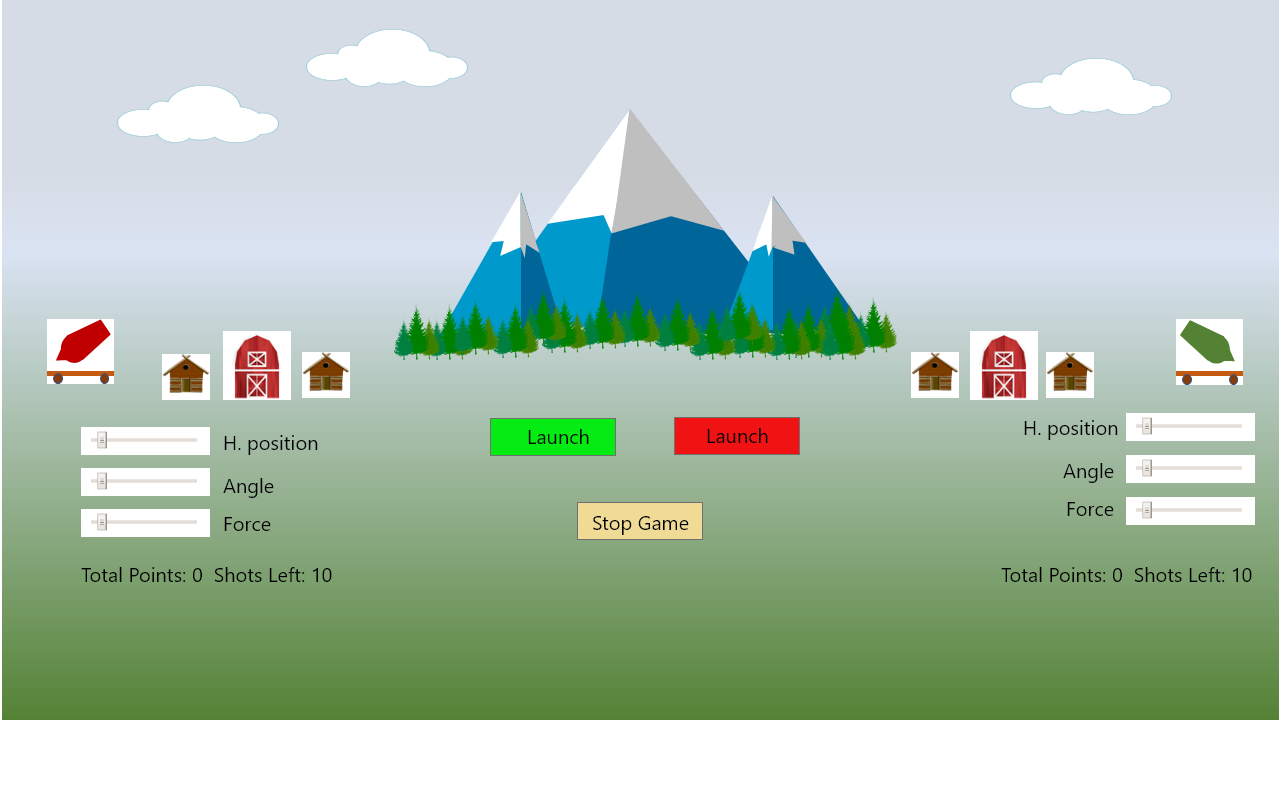 Launch
Launch
H. position
H. position
Angle
Angle
Force
Force
Stop Game
Total Points: 0  Shots Left: 10
Total Points: 0  Shots Left: 10